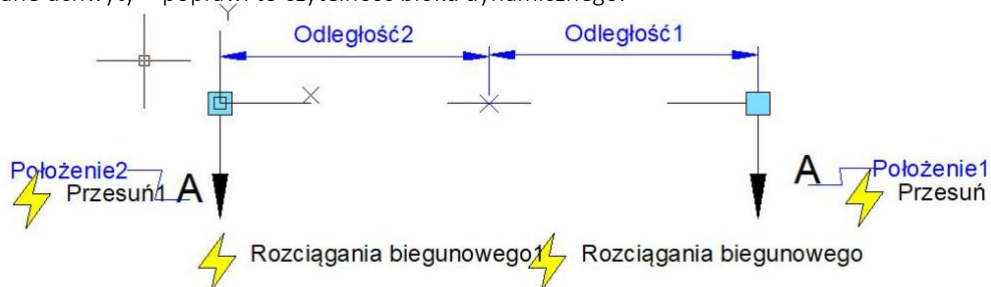 Y
Odległość2 Odległość1
X
Położenie2 A A Położenie1
Przesuń1 Przesuń
Rozciągania biegunowego1 Rozciągania biegunowego